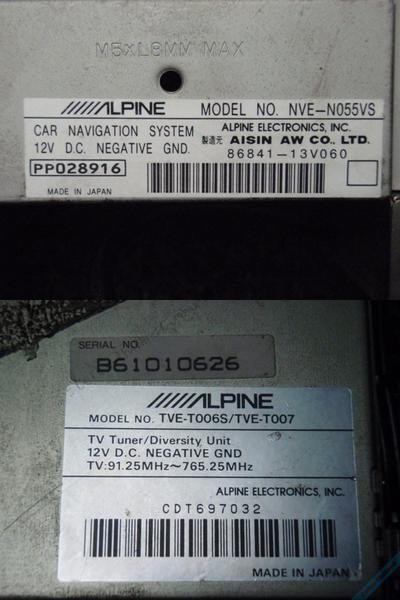 M5×L8MM MAX
ALPINE MODEL NO. NVE-N055VS
CAR NAVIGATION SYSTEM ALPINE ELECTRONICS, INC.
12V D.C. NEGATIVE GND. 製造元 AISIN AW CO., LTD.
86841-13V060
PP028916
MADE IN JAPAN
SERIAL NO.
B61010626
ALPINE
MODEL NO. TVE-T006S/TVE-T007
TV Tuner/Diversity Unit
12V D.C. NEGATIVE GND
TV:91.25MHz~765.25MHz
ALPINE ELECTRONICS, INC.
CDT697032
MADE IN JAPAN